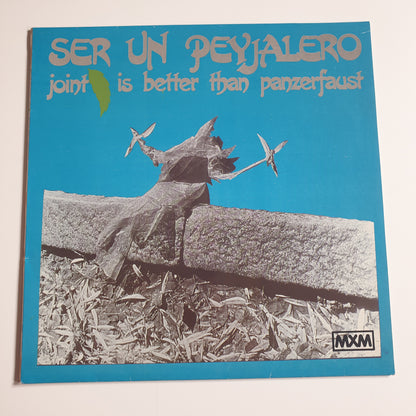 SER UN PEYJALERO
joint is better than panzerfaust
MXM